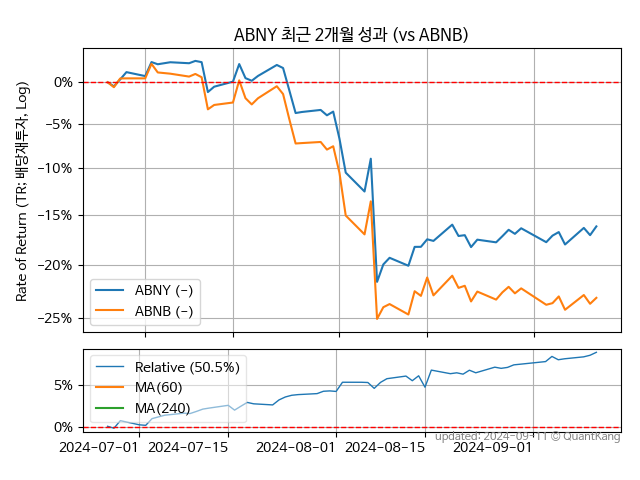 ABNY 최근 2개월 성과 (vs ABNB)
Rate of Return (TR: 배당재투자, Log)
0%
−5%
−10%
−15%
−20%
−25%
ABNY (-)
ABNB (-)
Relative (50.5%)
MA(60)
MA(240)
5%
0%
2024-07-01
2024-07-15
2024-08-01
2024-08-15
2024-09-01
updated: 2024-09-11 © QuantKang